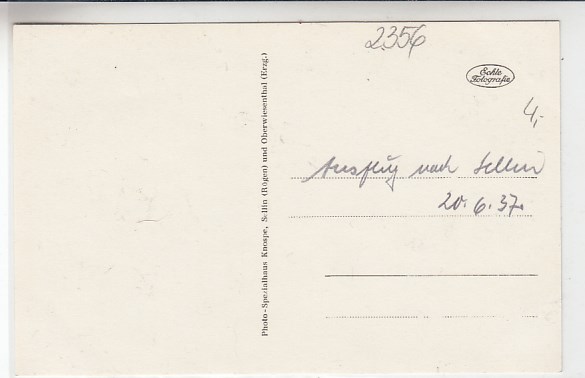 2356
Echte
Fotografie
4,-
Ausflug nach Sellin
20.6.37.
Photo-Spezialhaus Knospe, Sellin (Rügen) und Oberwiesenthal (Erzg.)